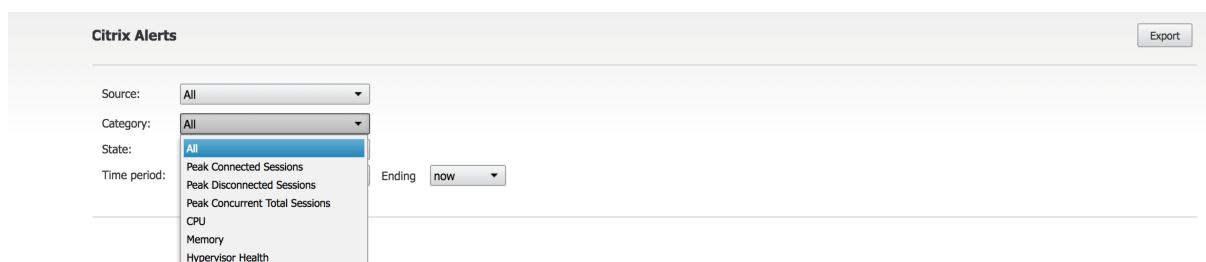 Citrix Alerts
Export
Source: All
Category: All
State: All
Peak Connected Sessions
Time period: Peak Disconnected Sessions Ending now
Peak Concurrent Total Sessions
CPU
Memory
Hypervisor Health